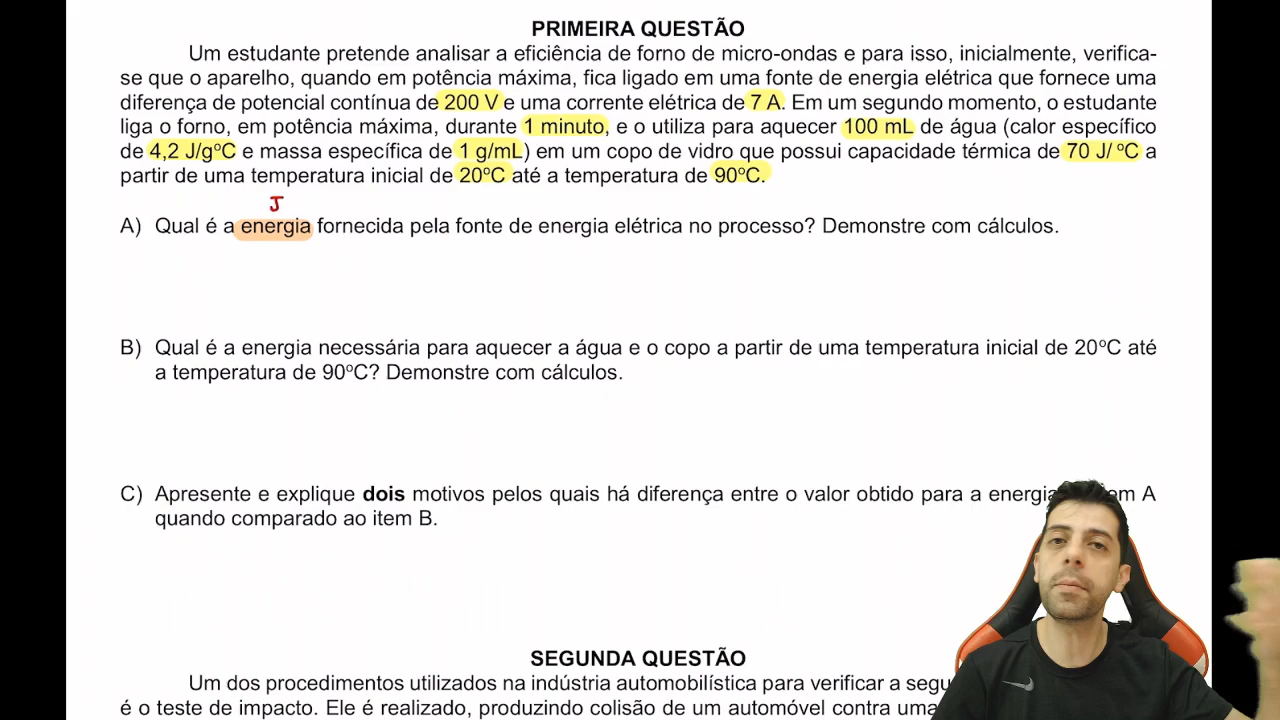 PRIMEIRA QUESTÃO
Um estudante pretende analisar a eficiência de forno de micro-ondas e para isso, inicialmente, verifica-
se que o aparelho, quando em potência máxima, fica ligado em uma fonte de energia elétrica que fornece uma
diferença de potencial contínua de 200 V e uma corrente elétrica de 7 A. Em um segundo momento, o estudante
liga o forno, em potência máxima, durante 1 minuto, e o utiliza para aquecer 100 mL de água (calor específico
de 4,2 J/gºC e massa específica de 1 g/mL) em um copo de vidro que possui capacidade térmica de 70 J/ ºC a
partir de uma temperatura inicial de 20ºC até a temperatura de 90ºC.
J
A) Qual é a energia fornecida pela fonte de energia elétrica no processo? Demonstre com cálculos.
B) Qual é a energia necessária para aquecer a água e o copo a partir de uma temperatura inicial de 20ºC até
a temperatura de 90ºC? Demonstre com cálculos.
C) Apresente e explique dois motivos pelos quais há diferença entre o valor obtido para a energia A
quando comparado ao item B.
SEGUNDA QUESTÃO
Um dos procedimentos utilizados na indústria automobilística para verificar a
é o teste de impacto. Ele é realizado, produzindo colisão de um automóvel contra uma